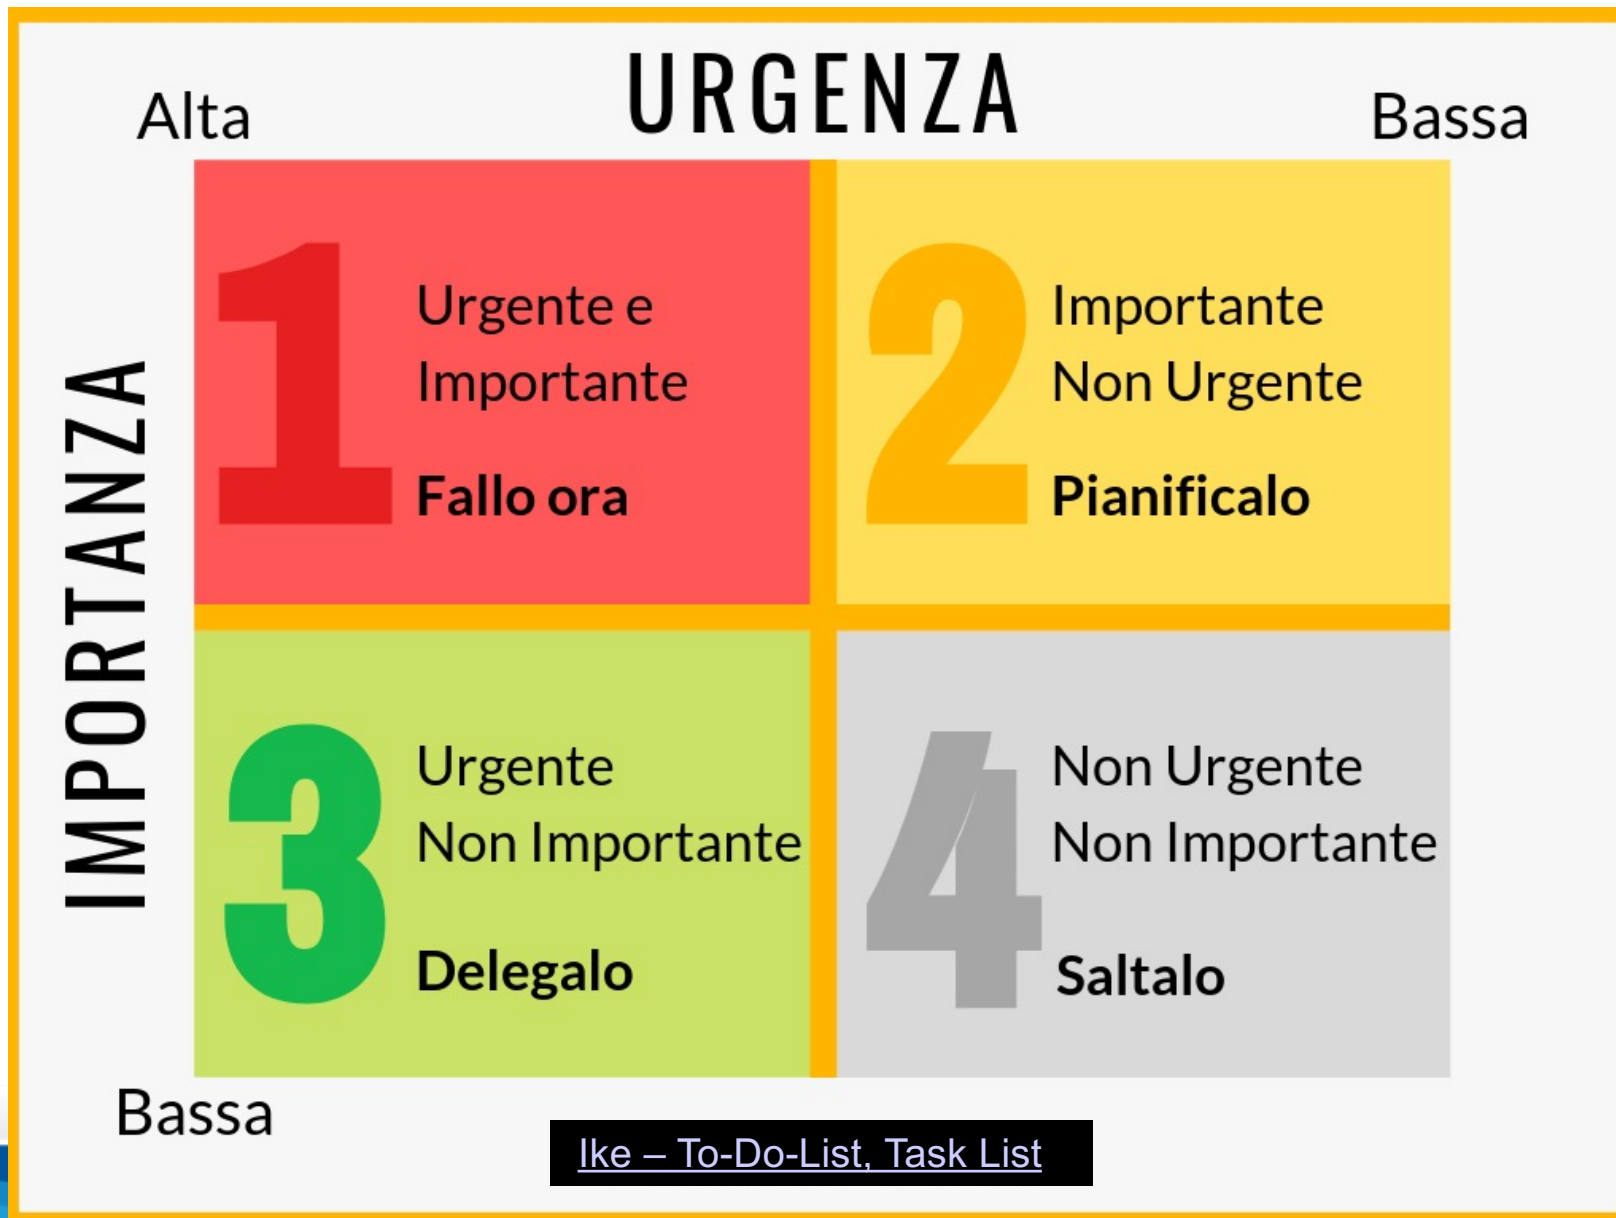 URGENZA
Alta
Bassa
IMPORTANZA
1
Urgente e
Importante
Fallo ora
2
Importante
Non Urgente
Pianificalo
3
Urgente
Non Importante
Delegalo
4
Non Urgente
Non Importante
Saltalo
Bassa
Ike – To-Do-List, Task List